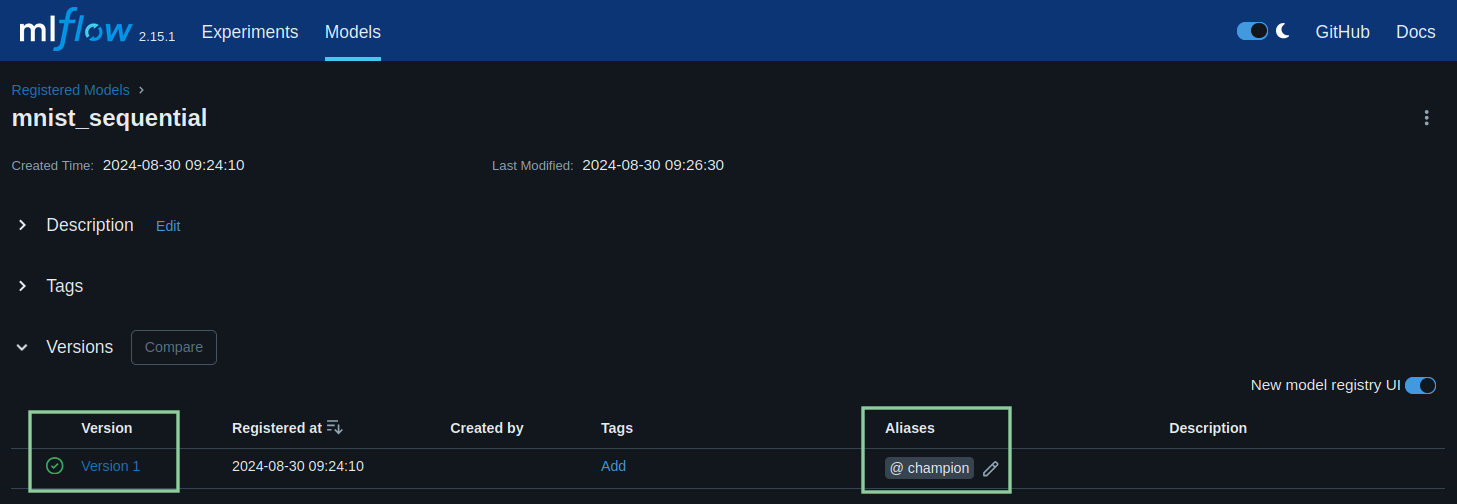 mlflow 2.15.1 Experiments Models GitHub Docs
Registered Models
mnist_sequential
Created Time: 2024-08-30 09:24:10 Last Modified: 2024-08-30 09:26:30
Description Edit
Tags
Versions Compare
New model registry UI
Version Registered at Created by Tags Aliases Description
Version 1 2024-08-30 09:24:10 Add @ champion